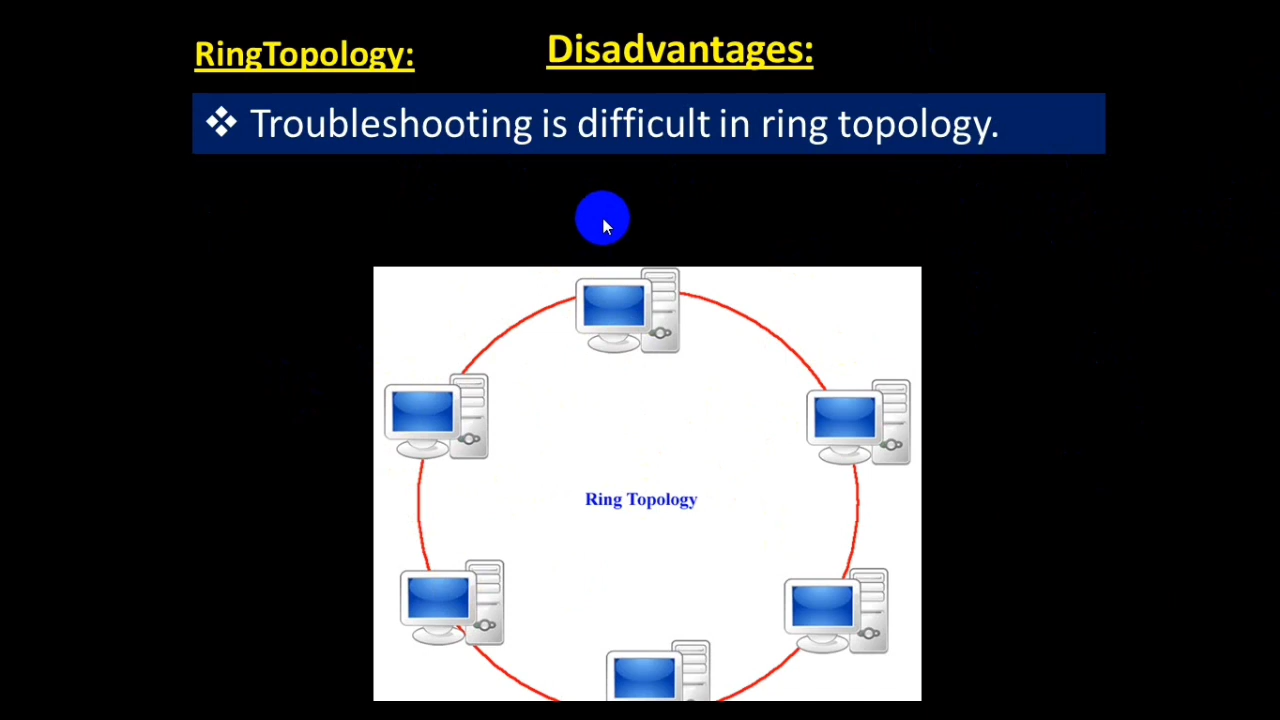 RingTopology:
Disadvantages:
❖ Troubleshooting is difficult in ring topology.
Ring Topology